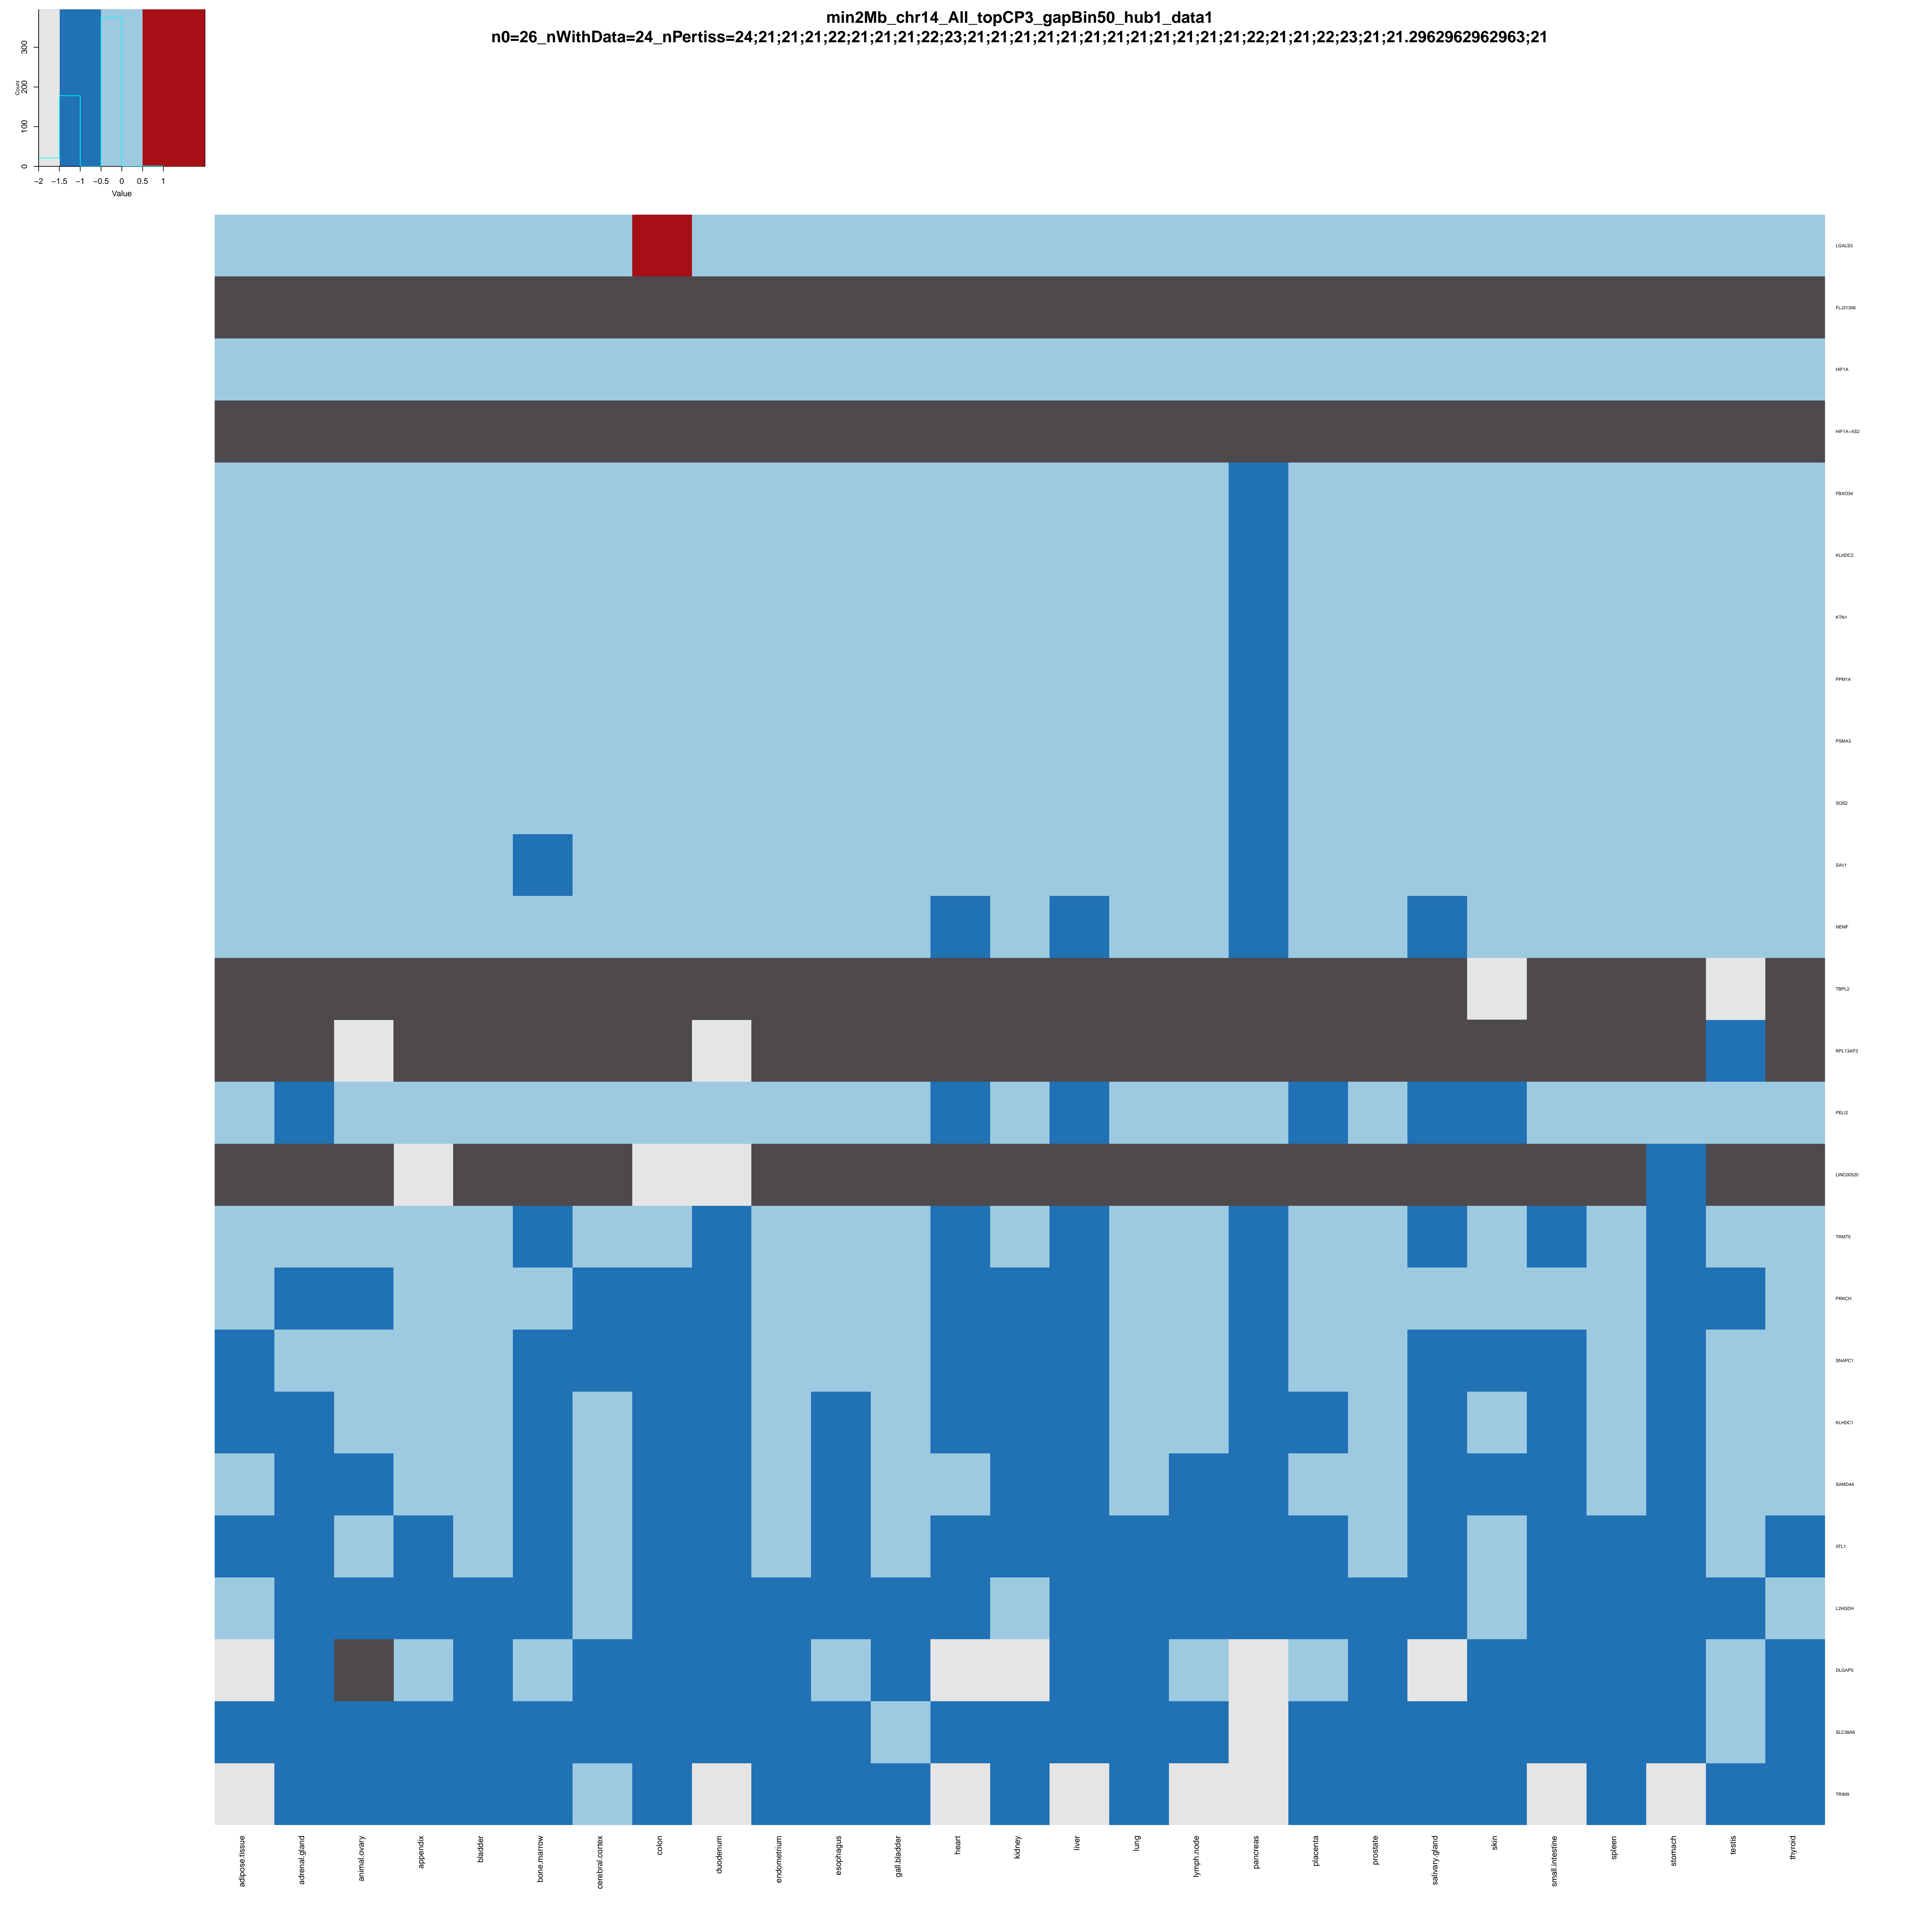 min2Mb_chr14_All_topCP3_gapBin50_hub1_data1
n0=26_nWithData=24_nPertiss=24;21;21;21;22;21;21;21;22;23;21;21;21;21;21;21;21;21;21;21;21;21;22;21;21;22;23;21;21.2962962962963;21
Count
0 100 200 300
−2 −1.5 −1 −0.5 0 0.5 1
Value
LGALS3
FLJ31306
HIF1A
HIF1A−AS2
FBXO34
KLHDC2
KTN1
PPM1A
PSMA3
SOS2
SAV1
NEMF
TBPL2
RPL13AP3
PELI2
LINC00520
TRMT5
PRKCH
SNAPC1
KLHDC1
SAMD4A
ATL1
L2HGDH
DLGAP5
SLC38A6
TRIM9
adipose.tissue
adrenal.gland
animal.ovary
appendix
bladder
bone.marrow
cerebral.cortex
colon
duodenum
endometrium
esophagus
gall.bladder
heart
kidney
liver
lung
lymph.node
pancreas
placenta
prostate
salivary.gland
skin
small.intestine
spleen
stomach
testis
thyroid